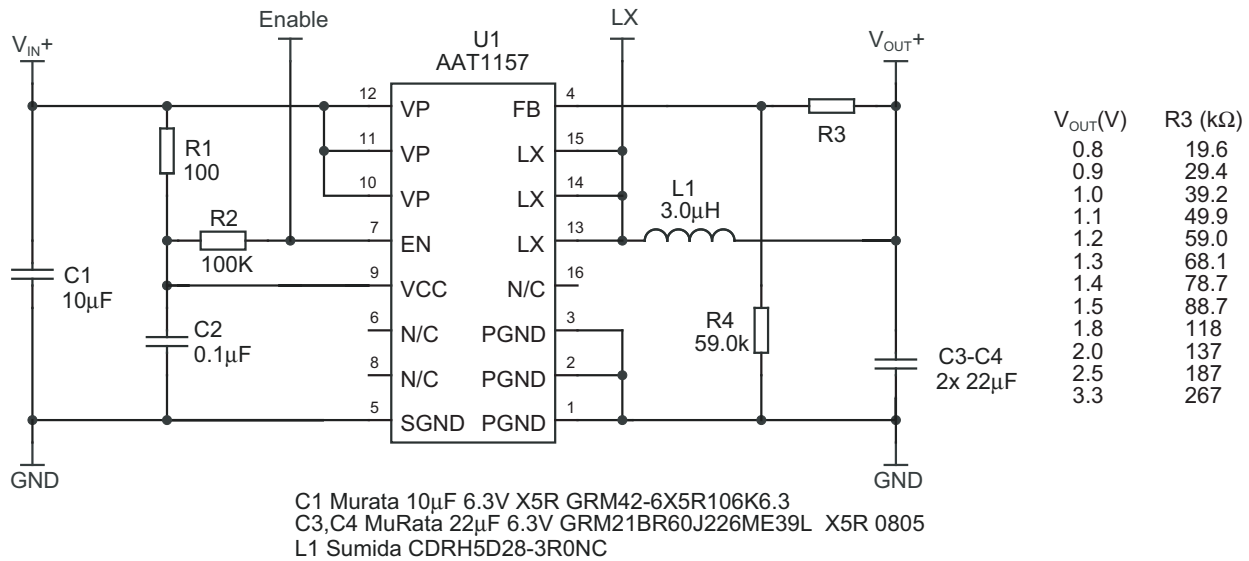 Enable
LX
V_IN+
U1
AAT1157
V_OUT+
12 VP
FB 4
R3
11 VP
LX 15
R1
100
10 VP
LX 14
L1
3.0μH
R2
100K
7 EN
LX 13
C1
10μF
9 VCC
N/C 16
C2
0.1μF
6 N/C
PGND 3
R4
59.0k
8 N/C
PGND 2
C3-C4
2x 22μF
5 SGND
PGND 1
GND
GND
V_OUT(V) R3 (kΩ)
0.8 19.6
0.9 29.4
1.0 39.2
1.1 49.9
1.2 59.0
1.3 68.1
1.4 78.7
1.5 88.7
1.8 118
2.0 137
2.5 187
3.3 267
C1 Murata 10μF 6.3V X5R GRM42-6X5R106K6.3
C3,C4 MuRata 22μF 6.3V GRM21BR60J226ME39L X5R 0805
L1 Sumida CDRH5D28-3R0NC